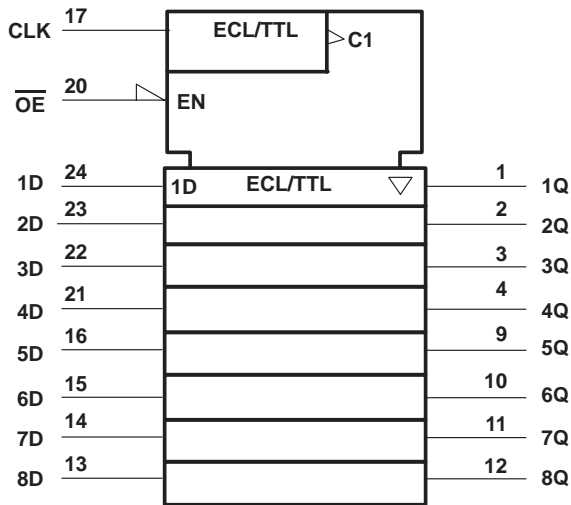 CLK 17 ECL/TTL C1
OE 20 EN
1D 24 1D ECL/TTL 1 1Q
2D 23 2 2Q
3D 22 3 3Q
4D 21 4 4Q
5D 16 9 5Q
6D 15 10 6Q
7D 14 11 7Q
8D 13 12 8Q